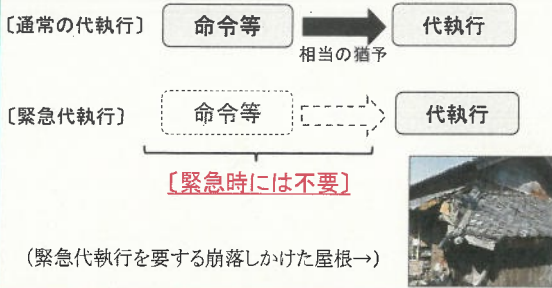 〔通常の代執行〕 命令等 代執行
相当の猶予
〔緊急代執行〕 命令等 代執行
〔緊急時には不要〕
(緊急代執行を要する崩落しかけた屋根→)